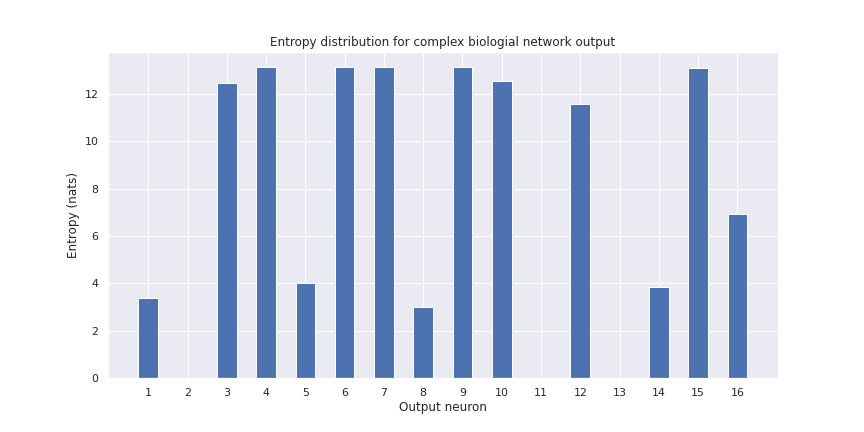 Entropy distribution for complex biologial network output
Entropy (nats)
12
10
8
6
4
2
0
1 2 3 4 5 6 7 8 9 10 11 12 13 14 15 16
Output neuron